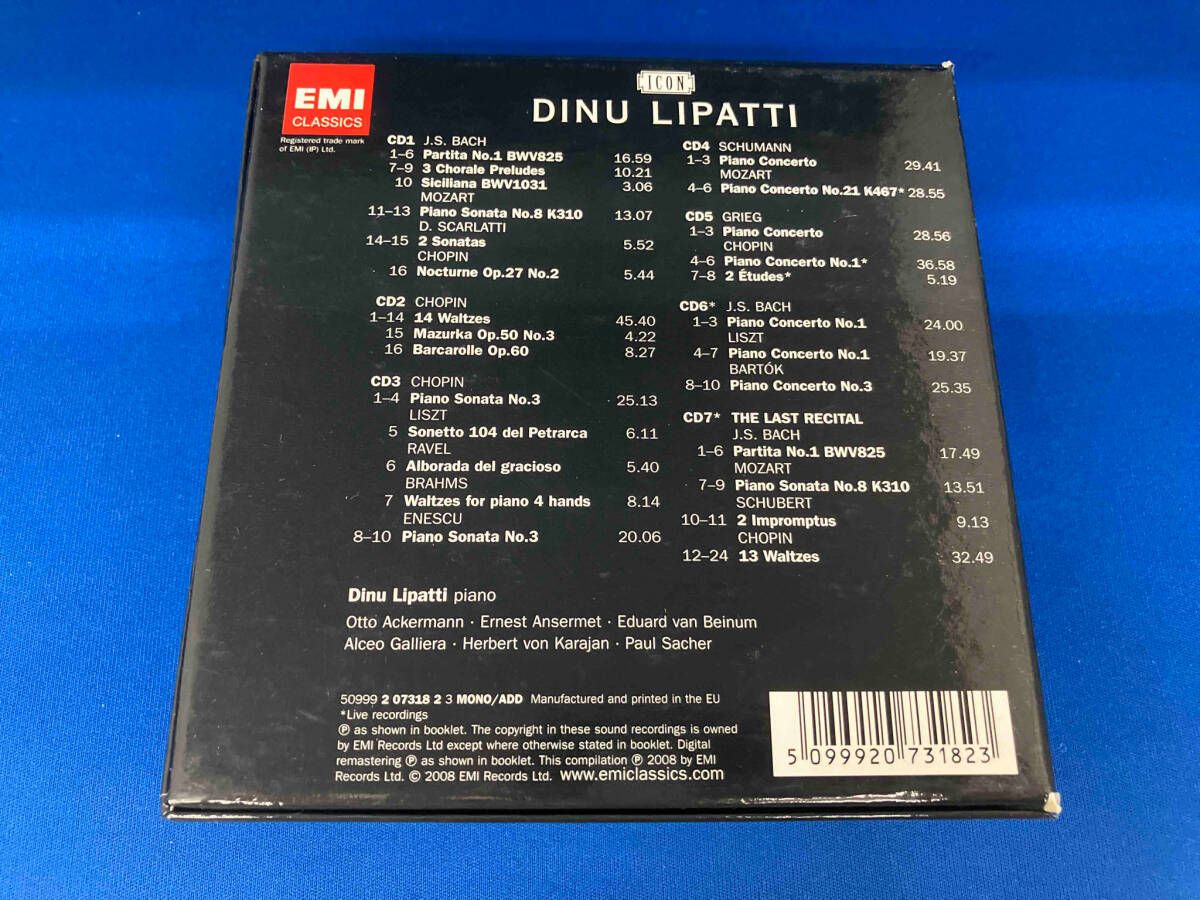 EMI
CLASSICS
Registered trade mark
of EMI (IP) Ltd.
ICON
DINU LIPATTI
CD1 J.S. BACH
1–6 Partita No.1 BWV825 16.59
7–9 3 Chorale Preludes 10.21
10 Siciliana BWV1031 3.06
MOZART
11–13 Piano Sonata No.8 K310 13.07
D. SCARLATTI
14–15 2 Sonatas 5.52
CHOPIN
16 Nocturne Op.27 No.2 5.44
CD2 CHOPIN
1–14 14 Waltzes 45.40
15 Mazurka Op.50 No.3 4.22
16 Barcarolle Op.60 8.27
CD3 CHOPIN
1–4 Piano Sonata No.3 25.13
LISZT
5 Sonetto 104 del Petrarca 6.11
RAVEL
6 Alborada del gracioso 5.40
BRAHMS
7 Waltzes for piano 4 hands 8.14
ENESCU
8–10 Piano Sonata No.3 20.06
CD4 SCHUMANN
1–3 Piano Concerto 29.41
MOZART
4–6 Piano Concerto No.21 K467* 28.55
CD5 GRIEG
1–3 Piano Concerto 28.56
CHOPIN
4–6 Piano Concerto No.1* 36.58
7–8 2 Études* 5.19
CD6* J.S. BACH
1–3 Piano Concerto No.1 24.00
LISZT
4–7 Piano Concerto No.1 19.37
BARTÓK
8–10 Piano Concerto No.3 25.35
CD7* THE LAST RECITAL
J.S. BACH
1–6 Partita No.1 BWV825 17.49
MOZART
7–9 Piano Sonata No.8 K310 13.51
SCHUBERT
10–11 2 Impromptus 9.13
CHOPIN
12–24 13 Waltzes 32.49
Dinu Lipatti piano
Otto Ackermann · Ernest Ansermet · Eduard van Beinum
Alceo Galliera · Herbert von Karajan · Paul Sacher
50999 2 07318 2 3 MONO/ADD Manufactured and printed in the EU
*Live recordings
℗ as shown in booklet. The copyright in these sound recordings is owned
by EMI Records Ltd except where otherwise stated in booklet. Digital
remastering ℗ as shown in booklet. This compilation ℗ 2008 by EMI
Records Ltd. © 2008 EMI Records Ltd. www.emiclassics.com
5 099920 731823